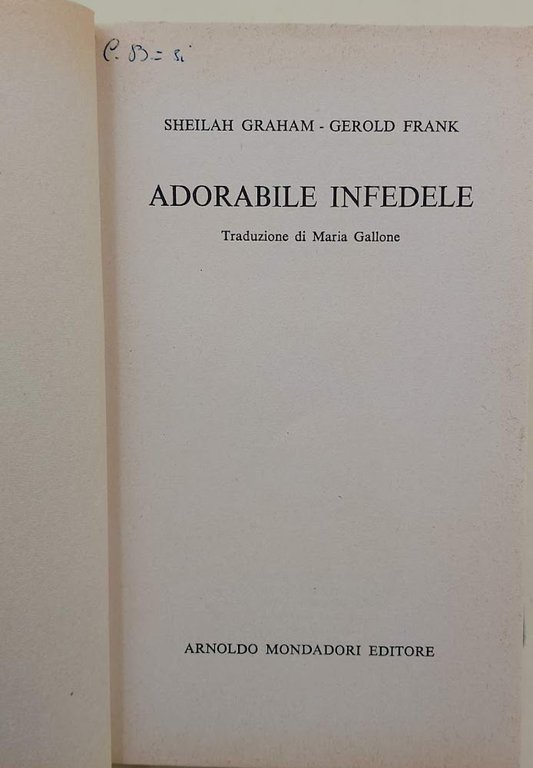 SHEILAH GRAHAM - GEROLD FRANK
ADORABILE INFEDELE
Traduzione di Maria Gallone
ARNOLDO MONDADORI EDITORE